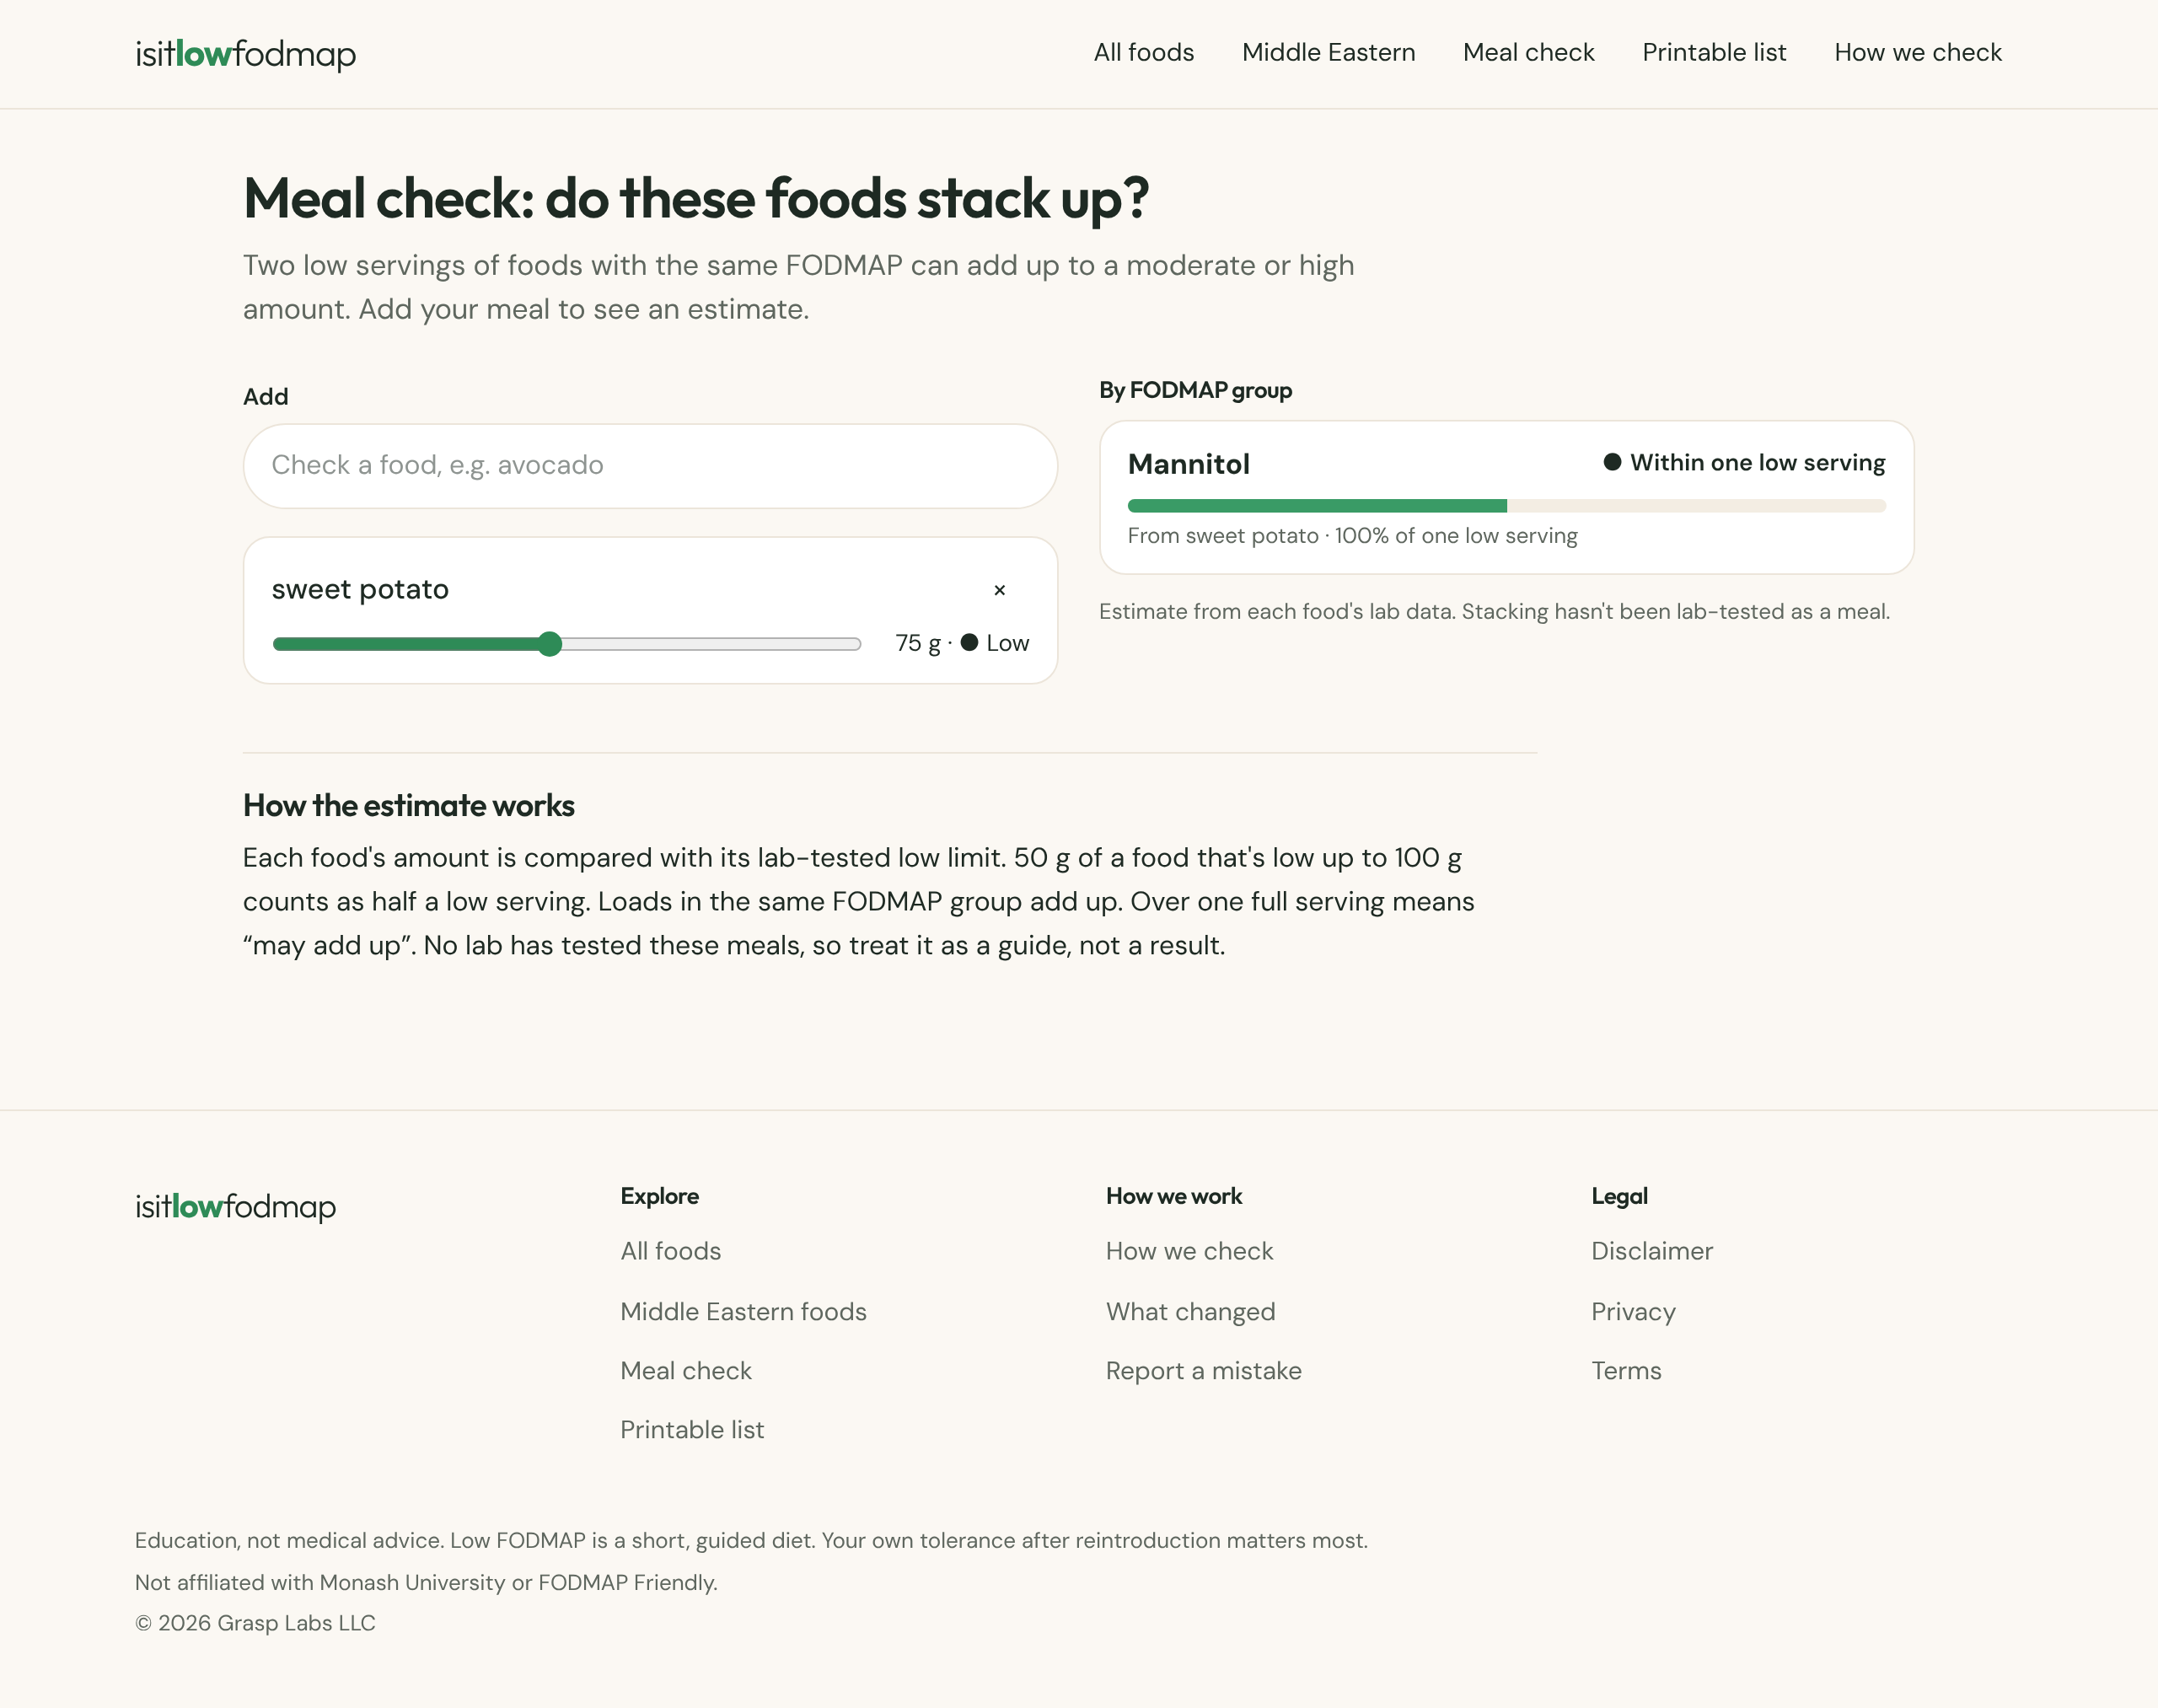 isitlowfodmap
All foods
Middle Eastern
Meal check
Printable list
How we check
Meal check: do these foods stack up?
Two low servings of foods with the same FODMAP can add up to a moderate or high
amount. Add your meal to see an estimate.
Add
Check a food, e.g. avocado
sweet potato
×
75 g · ● Low
By FODMAP group
Mannitol
● Within one low serving
From sweet potato · 100% of one low serving
Estimate from each food's lab data. Stacking hasn't been lab-tested as a meal.
How the estimate works
Each food's amount is compared with its lab-tested low limit. 50 g of a food that's low up to 100 g
counts as half a low serving. Loads in the same FODMAP group add up. Over one full serving means
“may add up”. No lab has tested these meals, so treat it as a guide, not a result.
isitlowfodmap
Explore
All foods
Middle Eastern foods
Meal check
Printable list
How we work
How we check
What changed
Report a mistake
Legal
Disclaimer
Privacy
Terms
Education, not medical advice. Low FODMAP is a short, guided diet. Your own tolerance after reintroduction matters most.
Not affiliated with Monash University or FODMAP Friendly.
© 2026 Grasp Labs LLC